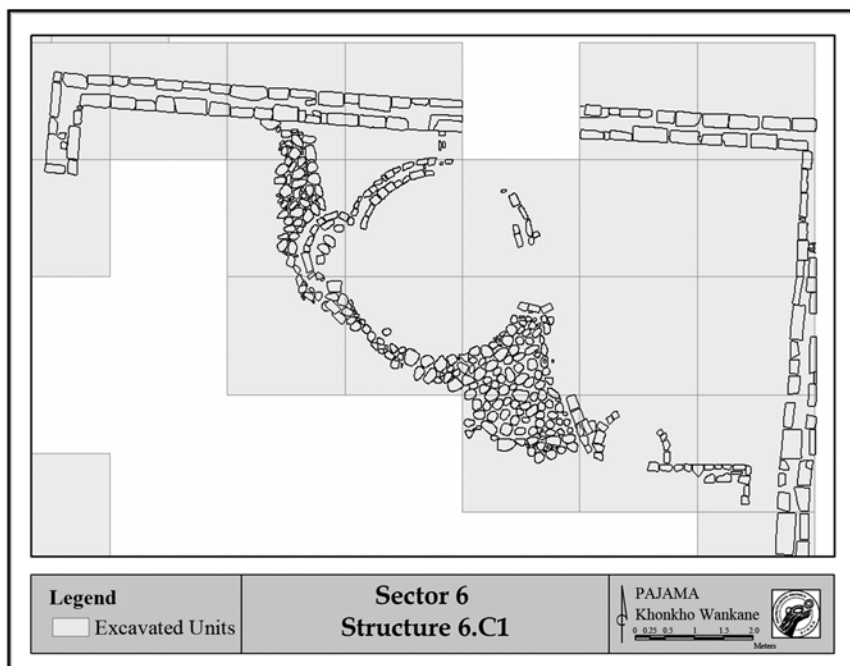 Legend
Excavated Units
Sector 6
Structure 6.C1
PAJAMA
Khonkho Wankane
0 0.25 0.5 1.0 1.5 2.0
Meters